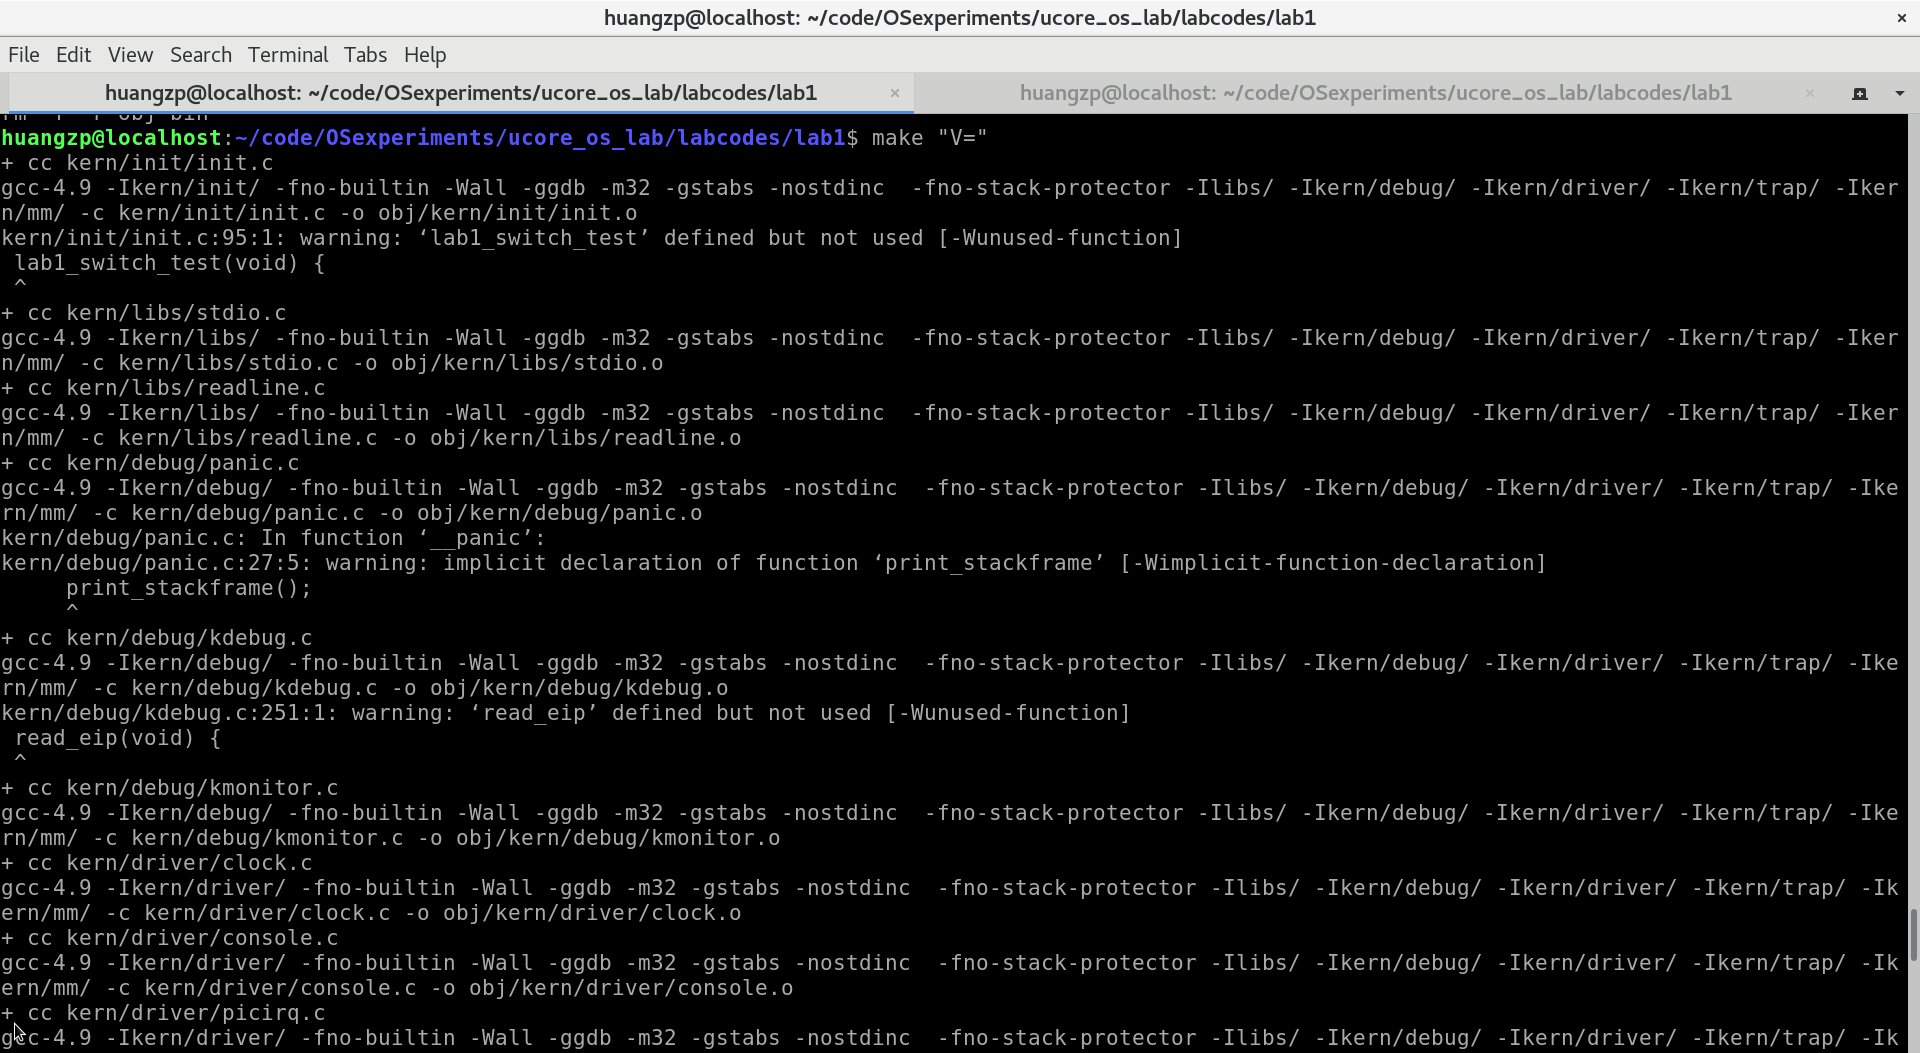 huangzp@localhost: ~/code/OSexperiments/ucore_os_lab/labcodes/lab1 ×
File Edit View Search Terminal Tabs Help
huangzp@localhost: ~/code/OSexperiments/ucore_os_lab/labcodes/lab1 × huangzp@localhost: ~/code/OSexperiments/ucore_os_lab/labcodes/lab1 ×
rm -f -r obj bin
huangzp@localhost:~/code/OSexperiments/ucore_os_lab/labcodes/lab1$ make "V="
+ cc kern/init/init.c
gcc-4.9 -Ikern/init/ -fno-builtin -Wall -ggdb -m32 -gstabs -nostdinc  -fno-stack-protector -Ilibs/ -Ikern/debug/ -Ikern/driver/ -Ikern/trap/ -Iker
n/mm/ -c kern/init/init.c -o obj/kern/init/init.o
kern/init/init.c:95:1: warning: ‘lab1_switch_test’ defined but not used [-Wunused-function]
 lab1_switch_test(void) {
 ^
+ cc kern/libs/stdio.c
gcc-4.9 -Ikern/libs/ -fno-builtin -Wall -ggdb -m32 -gstabs -nostdinc  -fno-stack-protector -Ilibs/ -Ikern/debug/ -Ikern/driver/ -Ikern/trap/ -Iker
n/mm/ -c kern/libs/stdio.c -o obj/kern/libs/stdio.o
+ cc kern/libs/readline.c
gcc-4.9 -Ikern/libs/ -fno-builtin -Wall -ggdb -m32 -gstabs -nostdinc  -fno-stack-protector -Ilibs/ -Ikern/debug/ -Ikern/driver/ -Ikern/trap/ -Iker
n/mm/ -c kern/libs/readline.c -o obj/kern/libs/readline.o
+ cc kern/debug/panic.c
gcc-4.9 -Ikern/debug/ -fno-builtin -Wall -ggdb -m32 -gstabs -nostdinc  -fno-stack-protector -Ilibs/ -Ikern/debug/ -Ikern/driver/ -Ikern/trap/ -Ike
rn/mm/ -c kern/debug/panic.c -o obj/kern/debug/panic.o
kern/debug/panic.c: In function ‘__panic’:
kern/debug/panic.c:27:5: warning: implicit declaration of function ‘print_stackframe’ [-Wimplicit-function-declaration]
     print_stackframe();
     ^
+ cc kern/debug/kdebug.c
gcc-4.9 -Ikern/debug/ -fno-builtin -Wall -ggdb -m32 -gstabs -nostdinc  -fno-stack-protector -Ilibs/ -Ikern/debug/ -Ikern/driver/ -Ikern/trap/ -Ike
rn/mm/ -c kern/debug/kdebug.c -o obj/kern/debug/kdebug.o
kern/debug/kdebug.c:251:1: warning: ‘read_eip’ defined but not used [-Wunused-function]
 read_eip(void) {
 ^
+ cc kern/debug/kmonitor.c
gcc-4.9 -Ikern/debug/ -fno-builtin -Wall -ggdb -m32 -gstabs -nostdinc  -fno-stack-protector -Ilibs/ -Ikern/debug/ -Ikern/driver/ -Ikern/trap/ -Ike
rn/mm/ -c kern/debug/kmonitor.c -o obj/kern/debug/kmonitor.o
+ cc kern/driver/clock.c
gcc-4.9 -Ikern/driver/ -fno-builtin -Wall -ggdb -m32 -gstabs -nostdinc  -fno-stack-protector -Ilibs/ -Ikern/debug/ -Ikern/driver/ -Ikern/trap/ -Ik
ern/mm/ -c kern/driver/clock.c -o obj/kern/driver/clock.o
+ cc kern/driver/console.c
gcc-4.9 -Ikern/driver/ -fno-builtin -Wall -ggdb -m32 -gstabs -nostdinc  -fno-stack-protector -Ilibs/ -Ikern/debug/ -Ikern/driver/ -Ikern/trap/ -Ik
ern/mm/ -c kern/driver/console.c -o obj/kern/driver/console.o
+ cc kern/driver/picirq.c
gcc-4.9 -Ikern/driver/ -fno-builtin -Wall -ggdb -m32 -gstabs -nostdinc  -fno-stack-protector -Ilibs/ -Ikern/debug/ -Ikern/driver/ -Ikern/trap/ -Ik